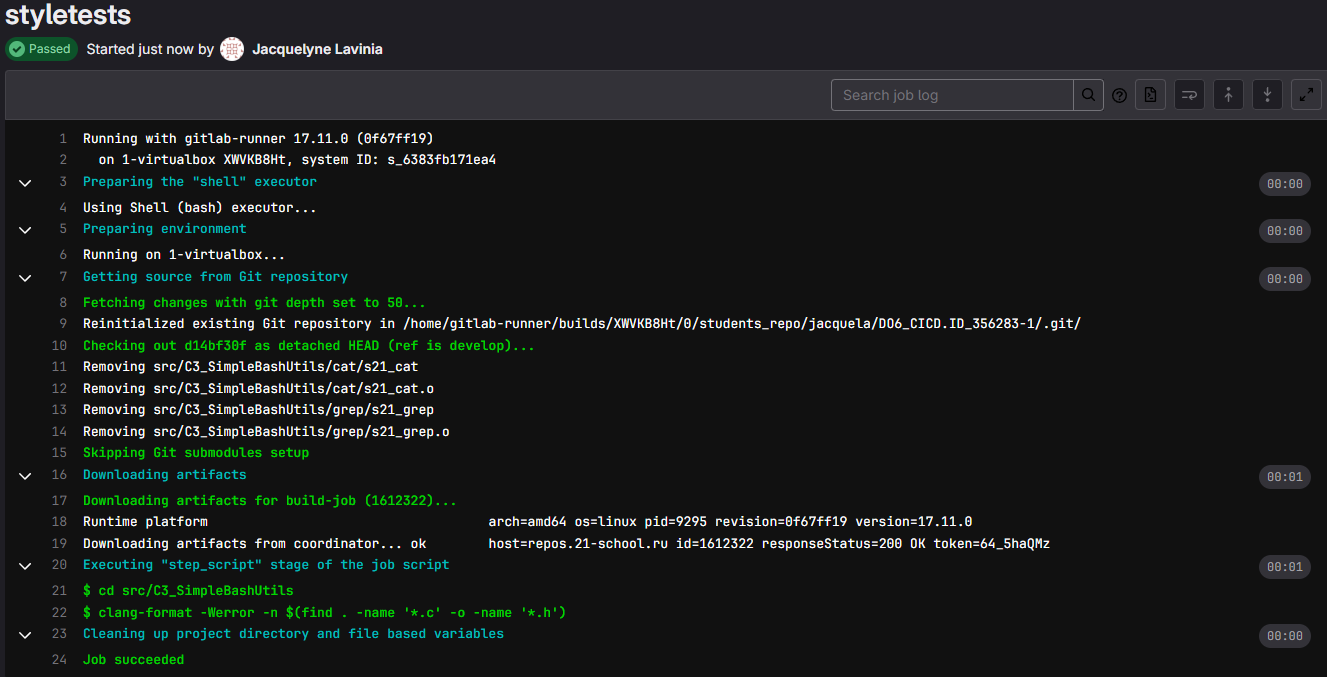 styletests
Passed Started just now by Jacquelyne Lavinia
Search job log
1 Running with gitlab-runner 17.11.0 (0f67ff19)
2 on 1-virtualbox XWVKB8Ht, system ID: s_6383fb171ea4
3 Preparing the "shell" executor 00:00
4 Using Shell (bash) executor...
5 Preparing environment 00:00
6 Running on 1-virtualbox...
7 Getting source from Git repository 00:00
8 Fetching changes with git depth set to 50...
9 Reinitialized existing Git repository in /home/gitlab-runner/builds/XWVKB8Ht/0/students_repo/jacquela/DO6_CICD.ID_356283-1/.git/
10 Checking out d14bf30f as detached HEAD (ref is develop)...
11 Removing src/C3_SimpleBashUtils/cat/s21_cat
12 Removing src/C3_SimpleBashUtils/cat/s21_cat.o
13 Removing src/C3_SimpleBashUtils/grep/s21_grep
14 Removing src/C3_SimpleBashUtils/grep/s21_grep.o
15 Skipping Git submodules setup
16 Downloading artifacts 00:01
17 Downloading artifacts for build-job (1612322)...
18 Runtime platform arch=amd64 os=linux pid=9295 revision=0f67ff19 version=17.11.0
19 Downloading artifacts from coordinator... ok host=repos.21-school.ru id=1612322 responseStatus=200 OK token=64_5haQMz
20 Executing "step_script" stage of the job script 00:01
21 $ cd src/C3_SimpleBashUtils
22 $ clang-format -Werror -n $(find . -name '*.c' -o -name '*.h')
23 Cleaning up project directory and file based variables 00:00
24 Job succeeded